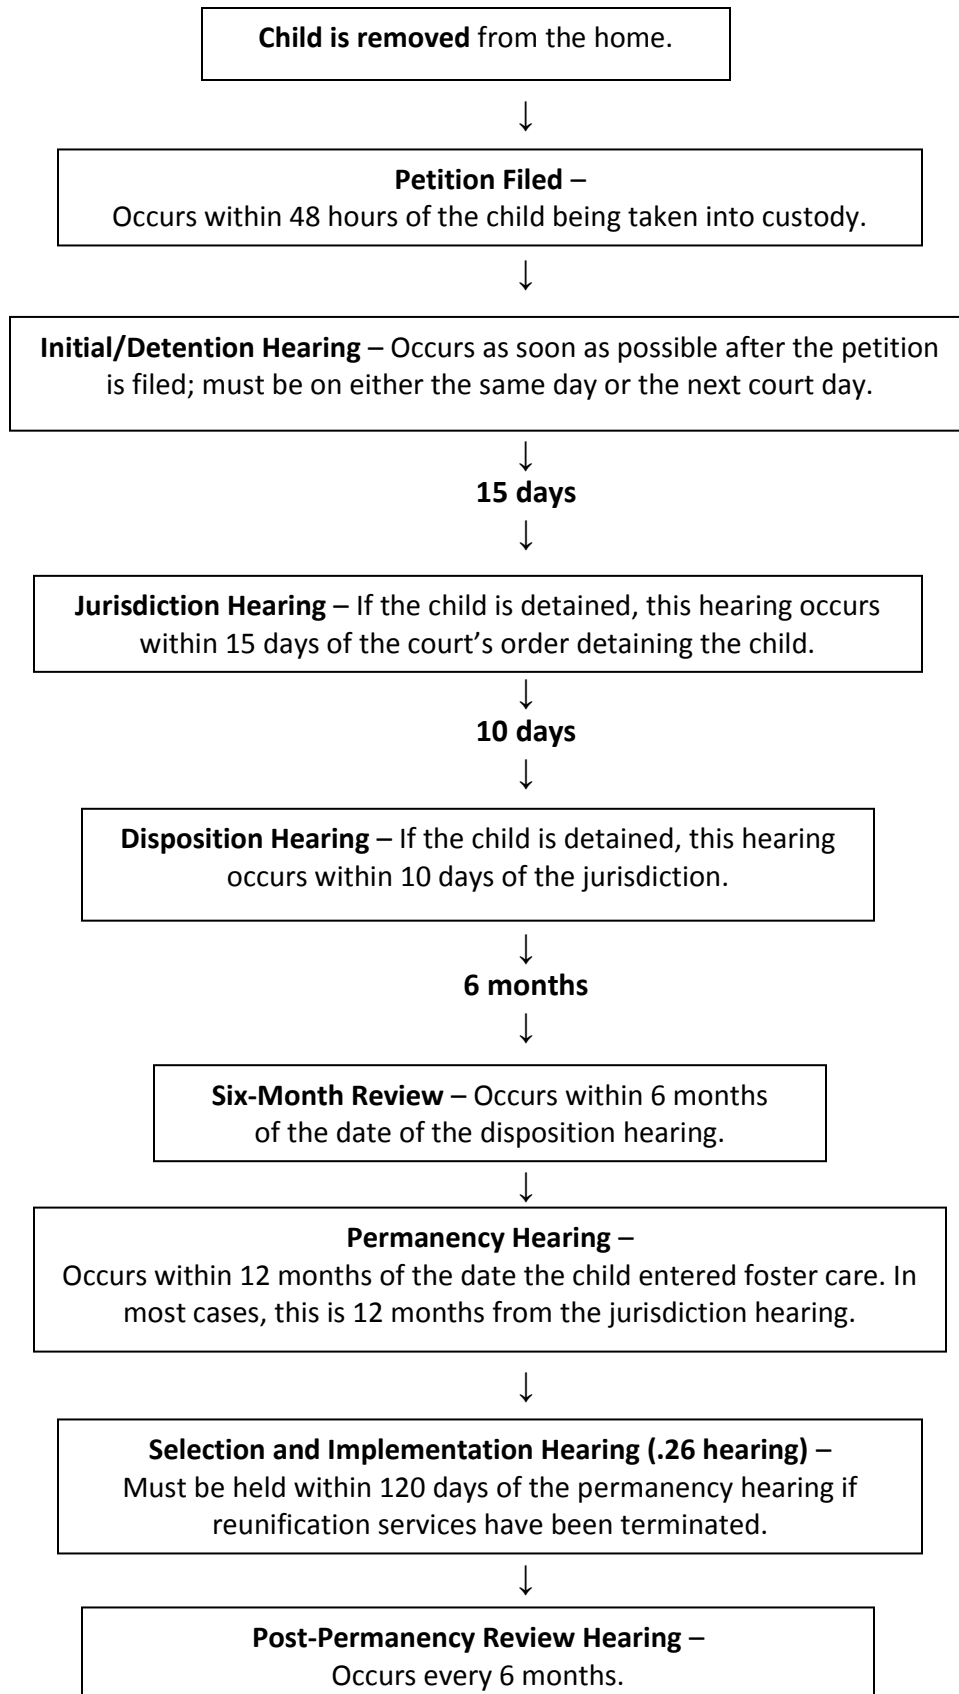 Child is removed from the home.
↓
Petition Filed –
Occurs within 48 hours of the child being taken into custody.
↓
Initial/Detention Hearing – Occurs as soon as possible after the petition
is filed; must be on either the same day or the next court day.
↓
15 days
↓
Jurisdiction Hearing – If the child is detained, this hearing occurs
within 15 days of the court’s order detaining the child.
↓
10 days
↓
Disposition Hearing – If the child is detained, this hearing
occurs within 10 days of the jurisdiction.
↓
6 months
↓
Six-Month Review – Occurs within 6 months
of the date of the disposition hearing.
↓
Permanency Hearing –
Occurs within 12 months of the date the child entered foster care. In
most cases, this is 12 months from the jurisdiction hearing.
↓
Selection and Implementation Hearing (.26 hearing) –
Must be held within 120 days of the permanency hearing if
reunification services have been terminated.
↓
Post-Permanency Review Hearing –
Occurs every 6 months.